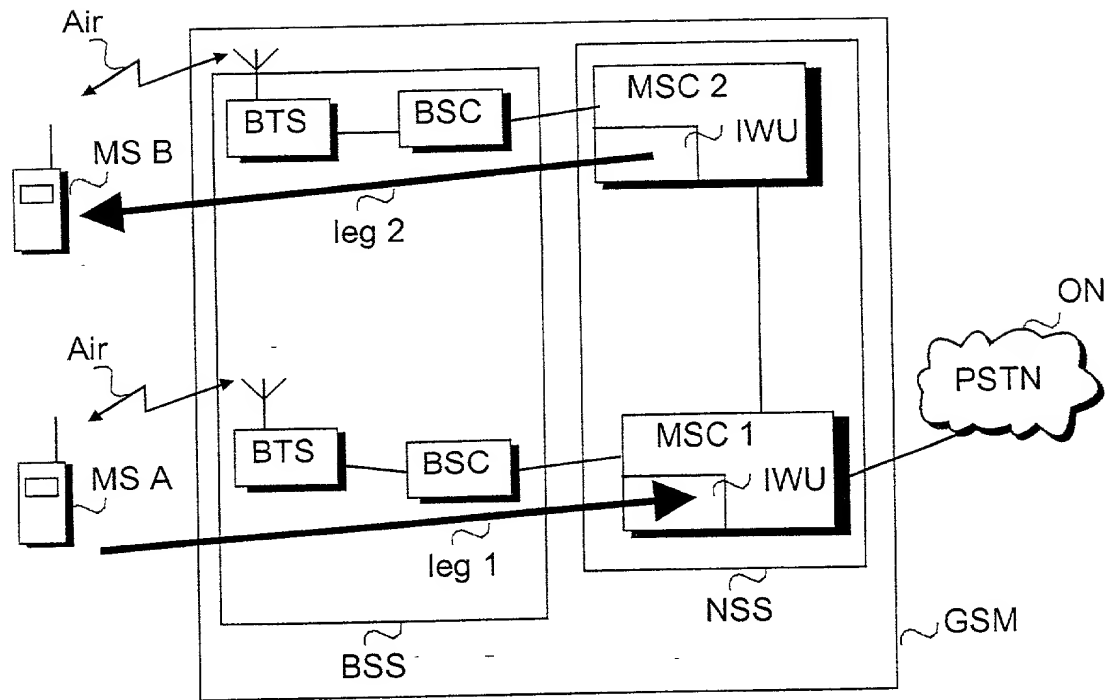 Air
MSC 2
BTS
BSC
IWU
MS B
leg 2
ON
Air
PSTN
MSC 1
BTS
BSC
IWU
MS A
leg 1
NSS
GSM
BSS